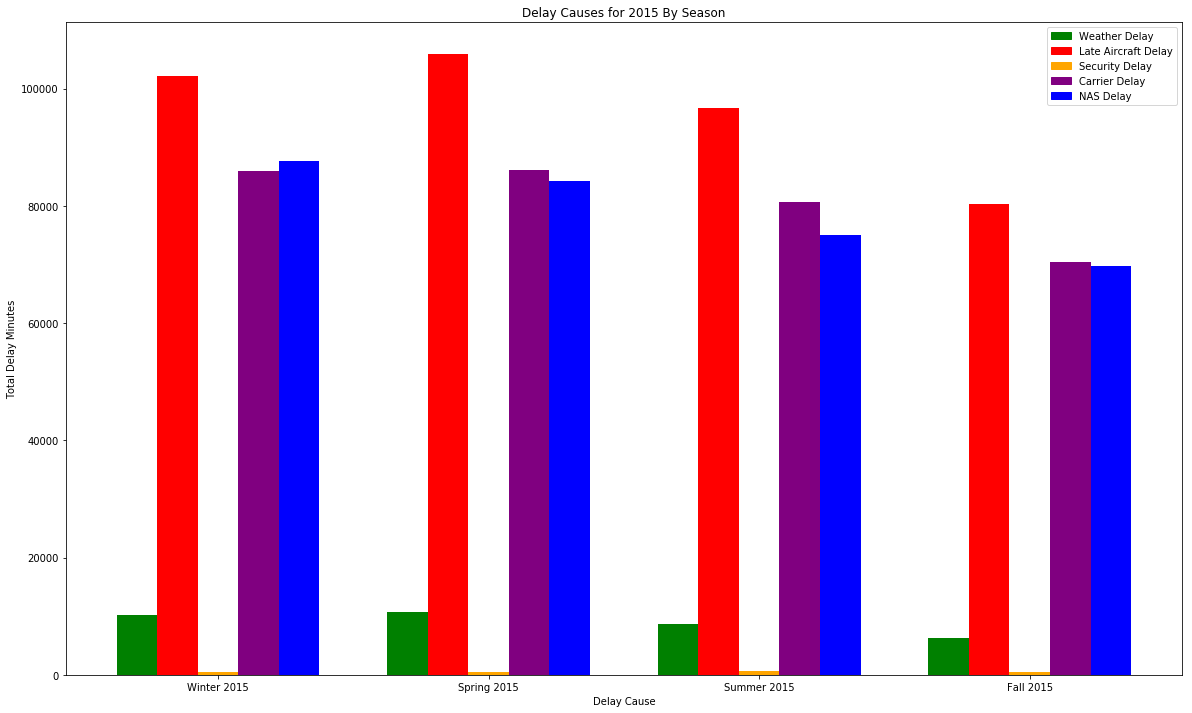 Delay Causes for 2015 By Season
Weather Delay
Late Aircraft Delay
Security Delay
Carrier Delay
NAS Delay
Total Delay Minutes
100000
80000
60000
40000
20000
0
Winter 2015
Spring 2015
Summer 2015
Fall 2015
Delay Cause